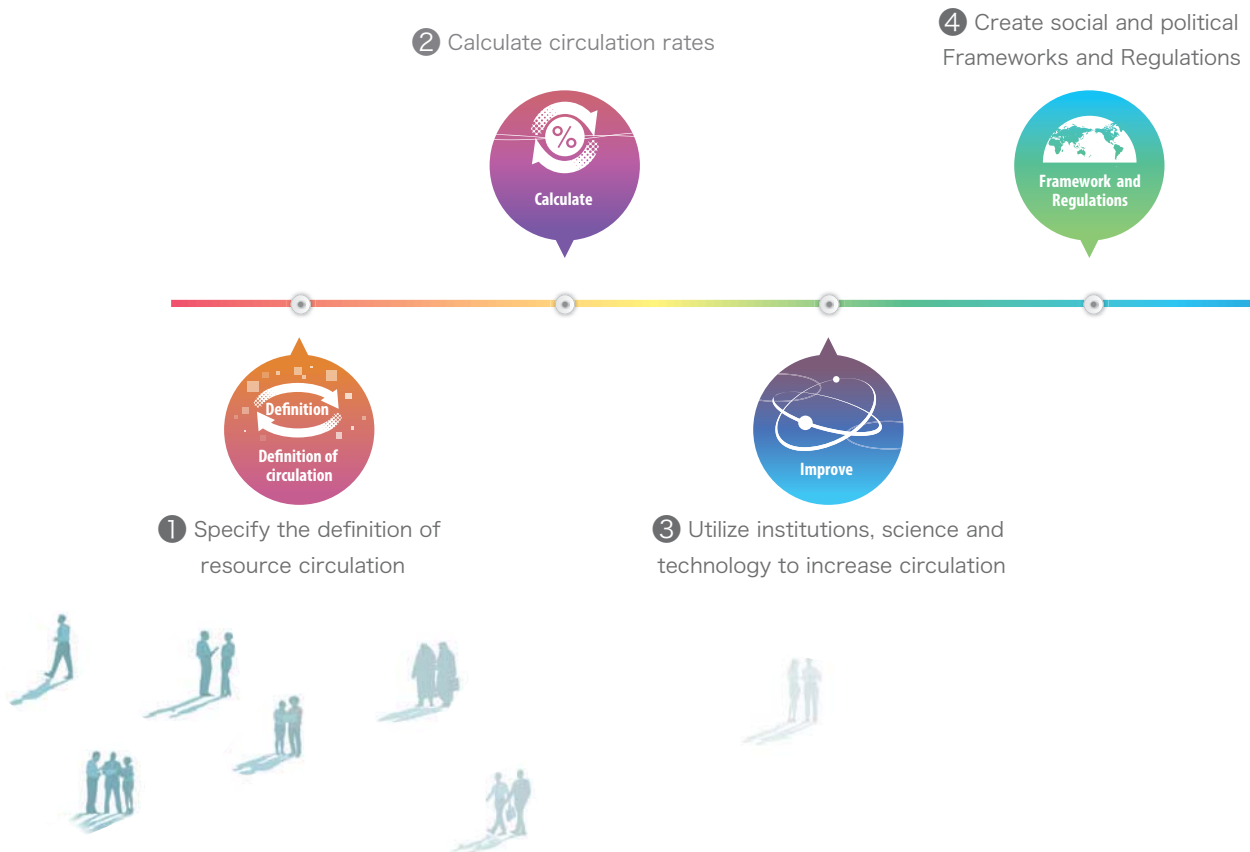 ❷ Calculate circulation rates
❹ Create social and political
Frameworks and Regulations
%
Calculate
Framework and
Regulations
Definition
Definition of
circulation
Improve
❶ Specify the definition of
resource circulation
❸ Utilize institutions, science and
technology to increase circulation